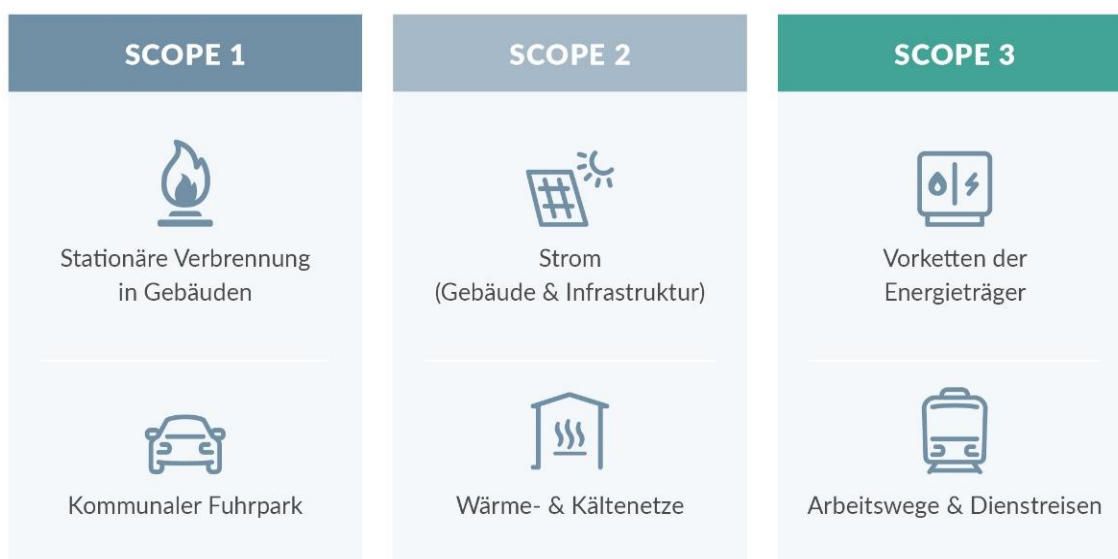 SCOPE 1
Stationäre Verbrennung
in Gebäuden
Kommunaler Fuhrpark
SCOPE 2
Strom
(Gebäude & Infrastruktur)
Wärme- & Kältenetze
SCOPE 3
Vorketten der
Energieträger
Arbeitswege & Dienstreisen